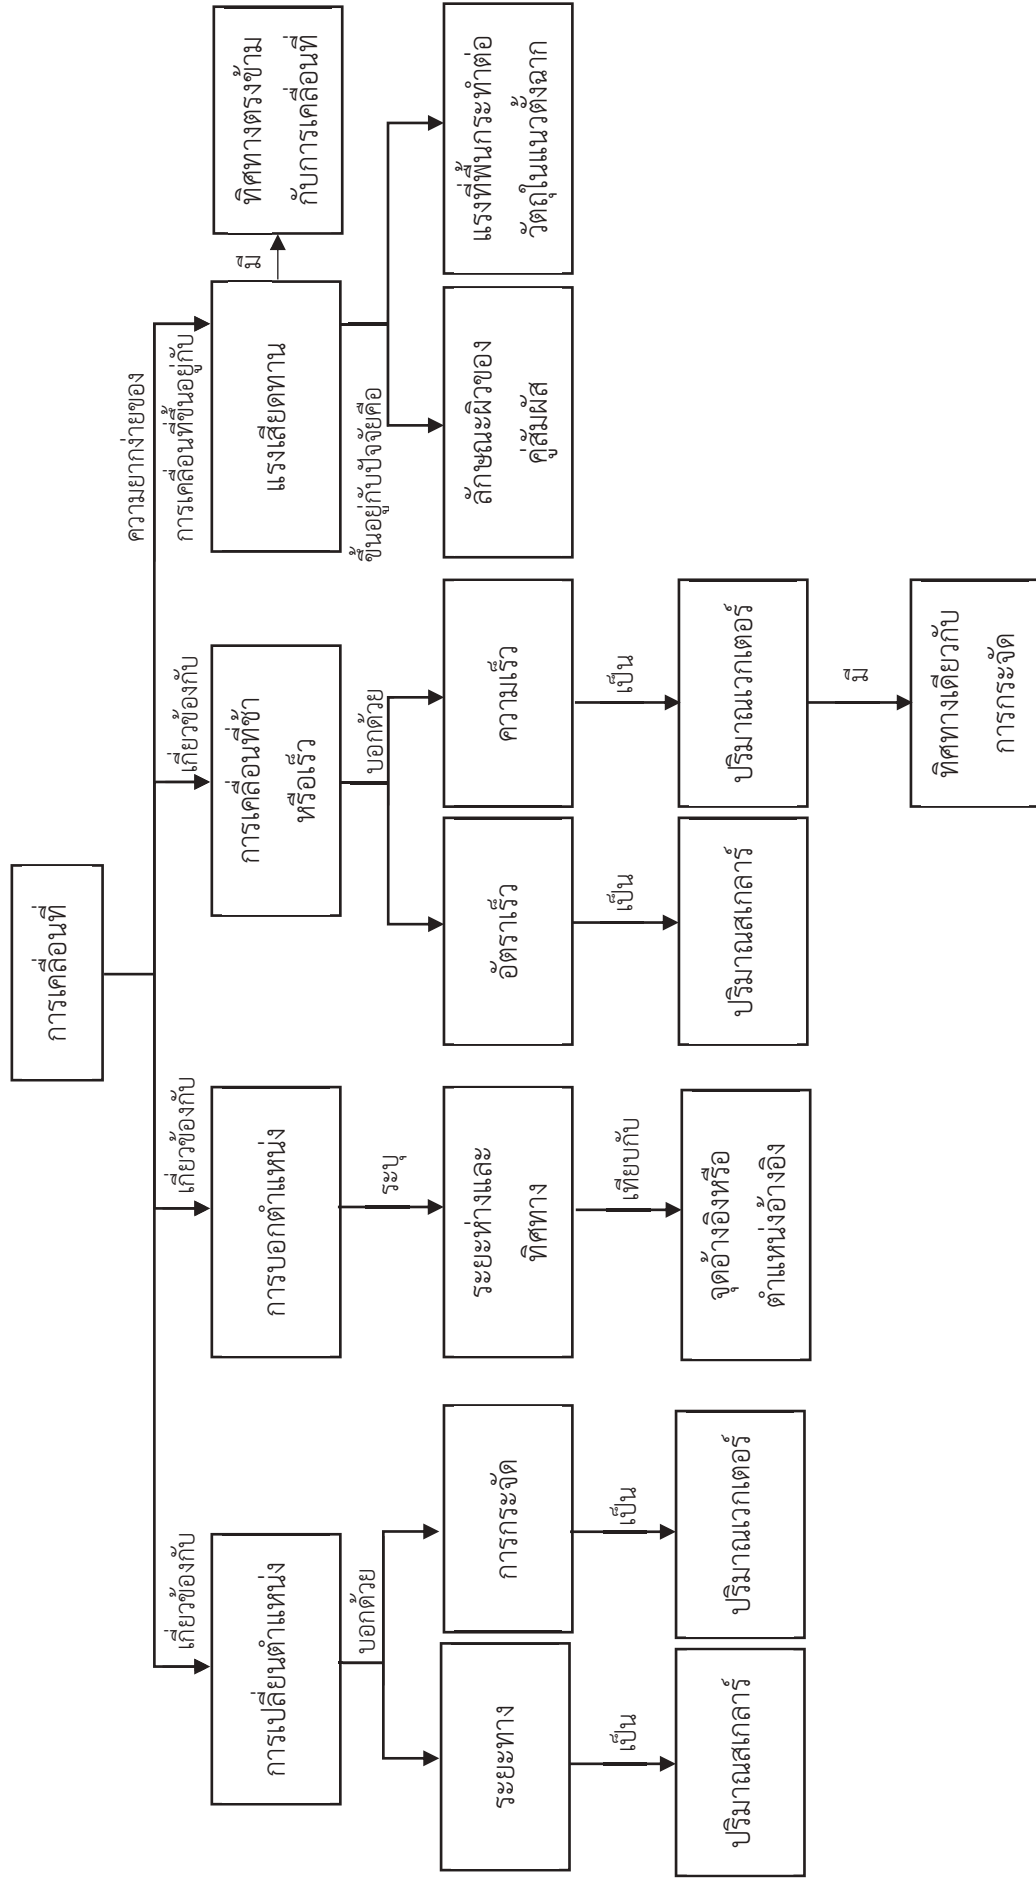 การเคลื่อนที่
เกี่ยวข้องกับ
การเปลี่ยนตำแหน่ง
บอกด้วย
ระยะทาง
เป็น
ปริมาณสเกลาร์
การกระจัด
เป็น
ปริมาณเวกเตอร์
เกี่ยวข้องกับ
การบอกตำแหน่ง
ระบุ
ระยะห่างและ
ทิศทาง
เทียบกับ
จุดอ้างอิงหรือ
ตำแหน่งอ้างอิง
เกี่ยวข้องกับ
การเคลื่อนที่ช้า
หรือเร็ว
บอกด้วย
อัตราเร็ว
เป็น
ปริมาณสเกลาร์
ความเร็ว
เป็น
ปริมาณเวกเตอร์
มี
ทิศทางเดียวกับ
การกระจัด
ความยากง่ายของ
การเคลื่อนที่ขึ้นอยู่กับ
แรงเสียดทาน
มี
ทิศทางตรงข้าม
กับการเคลื่อนที่
ขึ้นอยู่กับปัจจัยคือ
ลักษณะผิวของ
คู่สัมผัส
แรงที่พื้นกระทำต่อ
วัตถุในแนวตั้งฉาก